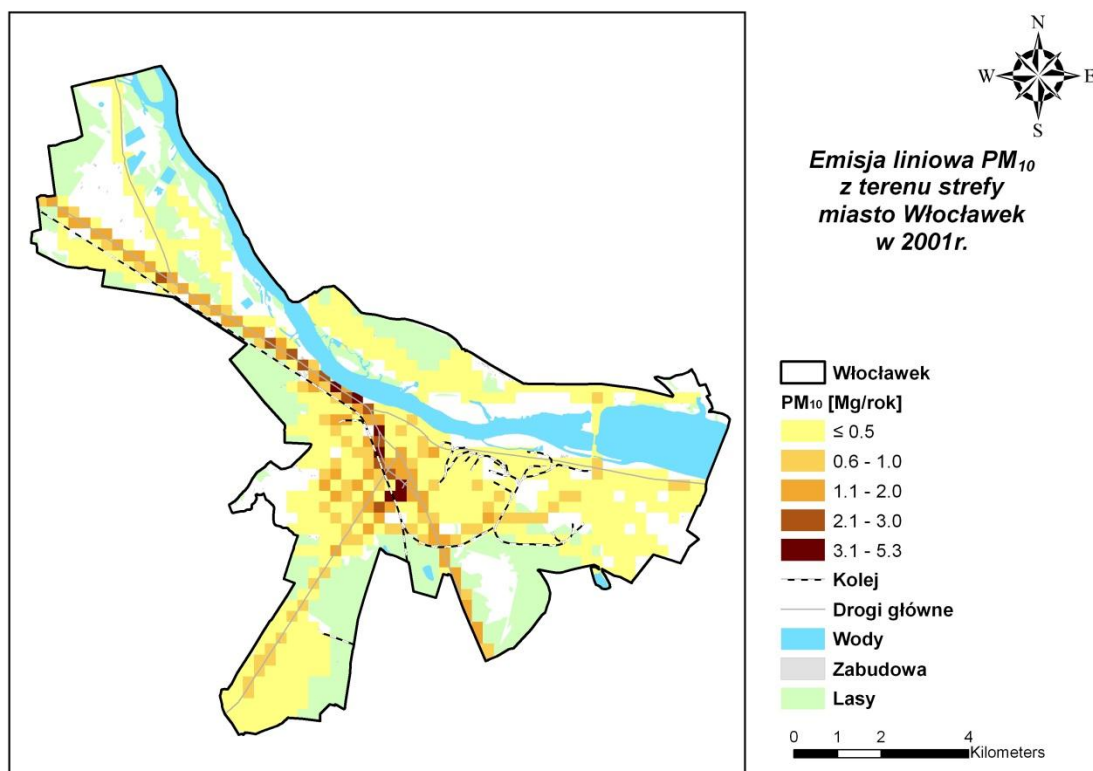 N
W E
S
Emisja liniowa PM₁₀
z terenu strefy
miasto Włocławek
w 2001r.
Włocławek
PM₁₀ [Mg/rok]
≤ 0.5
0.6 - 1.0
1.1 - 2.0
2.1 - 3.0
3.1 - 5.3
Kolej
Drogi główne
Wody
Zabudowa
Lasy
0 1 2 4
Kilometers